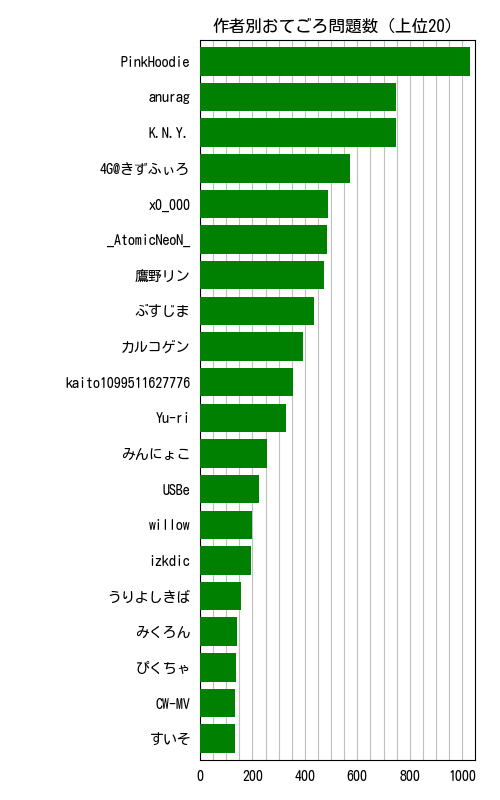 作者別おてごろ問題数（上位20）
PinkHoodie
anurag
K.N.Y.
4G@きずふぃろ
x0_000
_AtomicNeoN_
鷹野リン
ぶすじま
カルコゲン
kaito1099511627776
Yu-ri
みんにょこ
USBe
willow
izkdic
うりよしきば
みくろん
ぴくちゃ
CW-MV
すいそ
0 200 400 600 800 1000